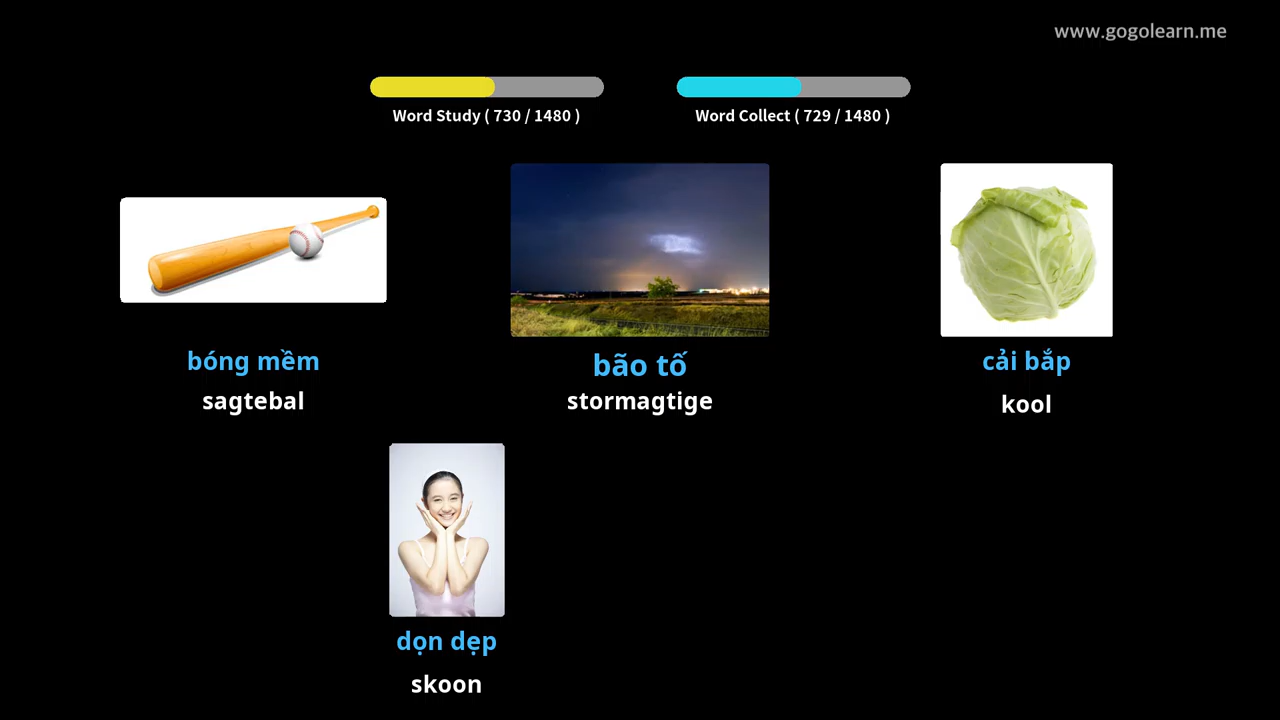 www.gogolearn.me
Word Study ( 730 / 1480 )
Word Collect ( 729 / 1480 )
bóng mềm
sagtebal
bão tố
stormagtige
cải bắp
kool
dọn dẹp
skoon